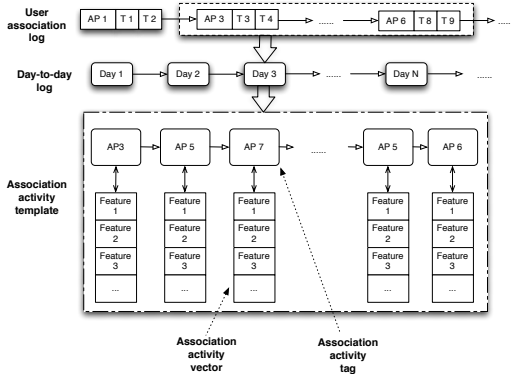 User association log
AP 1 T 1 T 2
AP 3 T 3 T 4
......
AP 6 T 8 T 9
....
Day-to-day log
Day 1
Day 2
Day 3
......
Day N
......
Association activity template
AP3
AP 5
AP 7
......
AP 5
AP 6
Feature 1
Feature 2
Feature 3
...
Feature 1
Feature 2
Feature 3
...
Feature 1
Feature 2
Feature 3
...
Feature 1
Feature 2
Feature 3
...
Feature 1
Feature 2
Feature 3
...
Association activity vector
Association activity tag